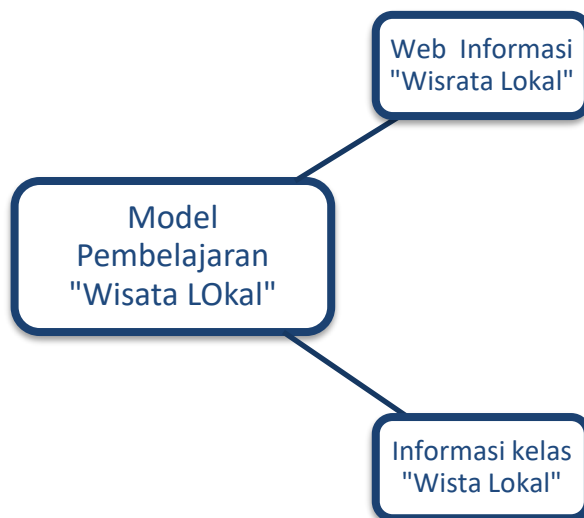 Web  Informasi
"Wisrata Lokal"
Model
Pembelajaran
"Wisata LOkal"
Informasi kelas
"Wista Lokal"